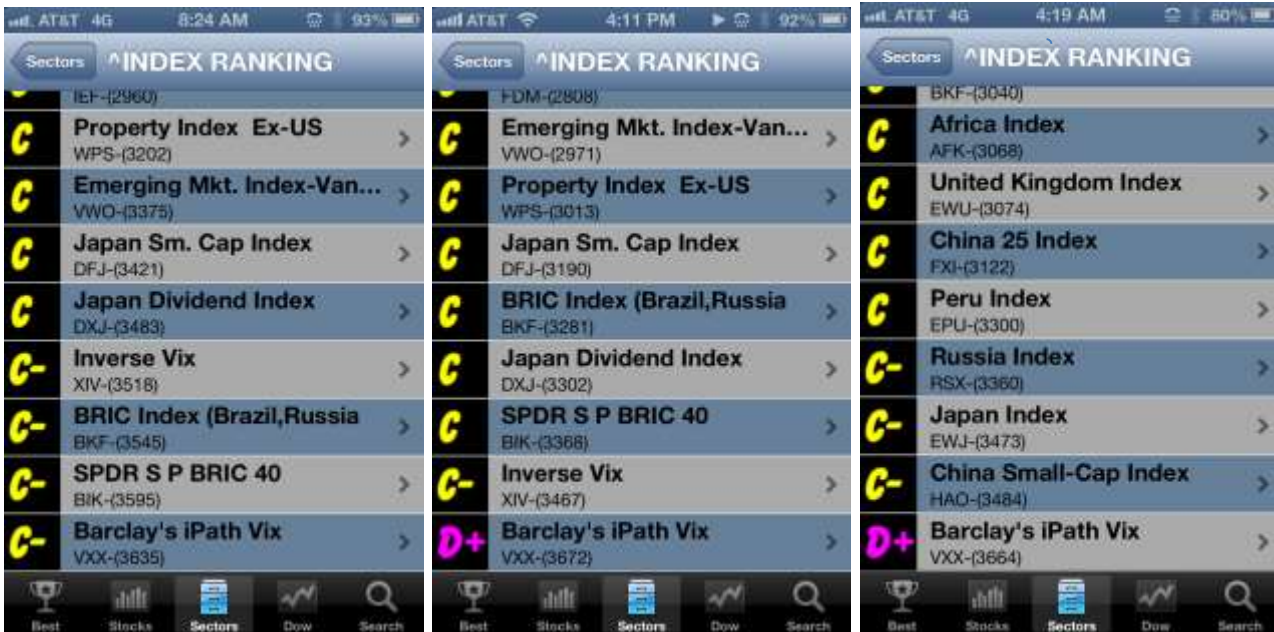 AT&T 4G 8:24 AM 93%
Sectors ^INDEX RANKING
IEF-(2960)
C Property Index Ex-US
WPS-(3202)
C Emerging Mkt. Index-Van...
VWO-(3375)
C Japan Sm. Cap Index
DFJ-(3421)
C Japan Dividend Index
DXJ-(3483)
C- Inverse Vix
XIV-(3518)
C- BRIC Index (Brazil,Russia
BKF-(3545)
C- SPDR S P BRIC 40
BIK-(3595)
C- Barclay's iPath Vix
VXX-(3635)
Best Stocks Sectors Dow Search
AT&T 4:11 PM 92%
Sectors ^INDEX RANKING
FDM-(2808)
C Emerging Mkt. Index-Van...
VWO-(2971)
C Property Index Ex-US
WPS-(3013)
C Japan Sm. Cap Index
DFJ-(3190)
C BRIC Index (Brazil,Russia
BKF-(3281)
C Japan Dividend Index
DXJ-(3302)
C SPDR S P BRIC 40
BIK-(3368)
C- Inverse Vix
XIV-(3467)
D+ Barclay's iPath Vix
VXX-(3672)
Best Stocks Sectors Dow Search
AT&T 4G 4:19 AM 80%
Sectors ^INDEX RANKING
BKF-(3040)
C Africa Index
AFK-(3068)
C United Kingdom Index
EWU-(3074)
C China 25 Index
FXI-(3122)
C Peru Index
EPU-(3300)
C- Russia Index
RSX-(3360)
C- Japan Index
EWJ-(3473)
C- China Small-Cap Index
HAO-(3484)
D+ Barclay's iPath Vix
VXX-(3664)
Best Stocks Sectors Dow Search